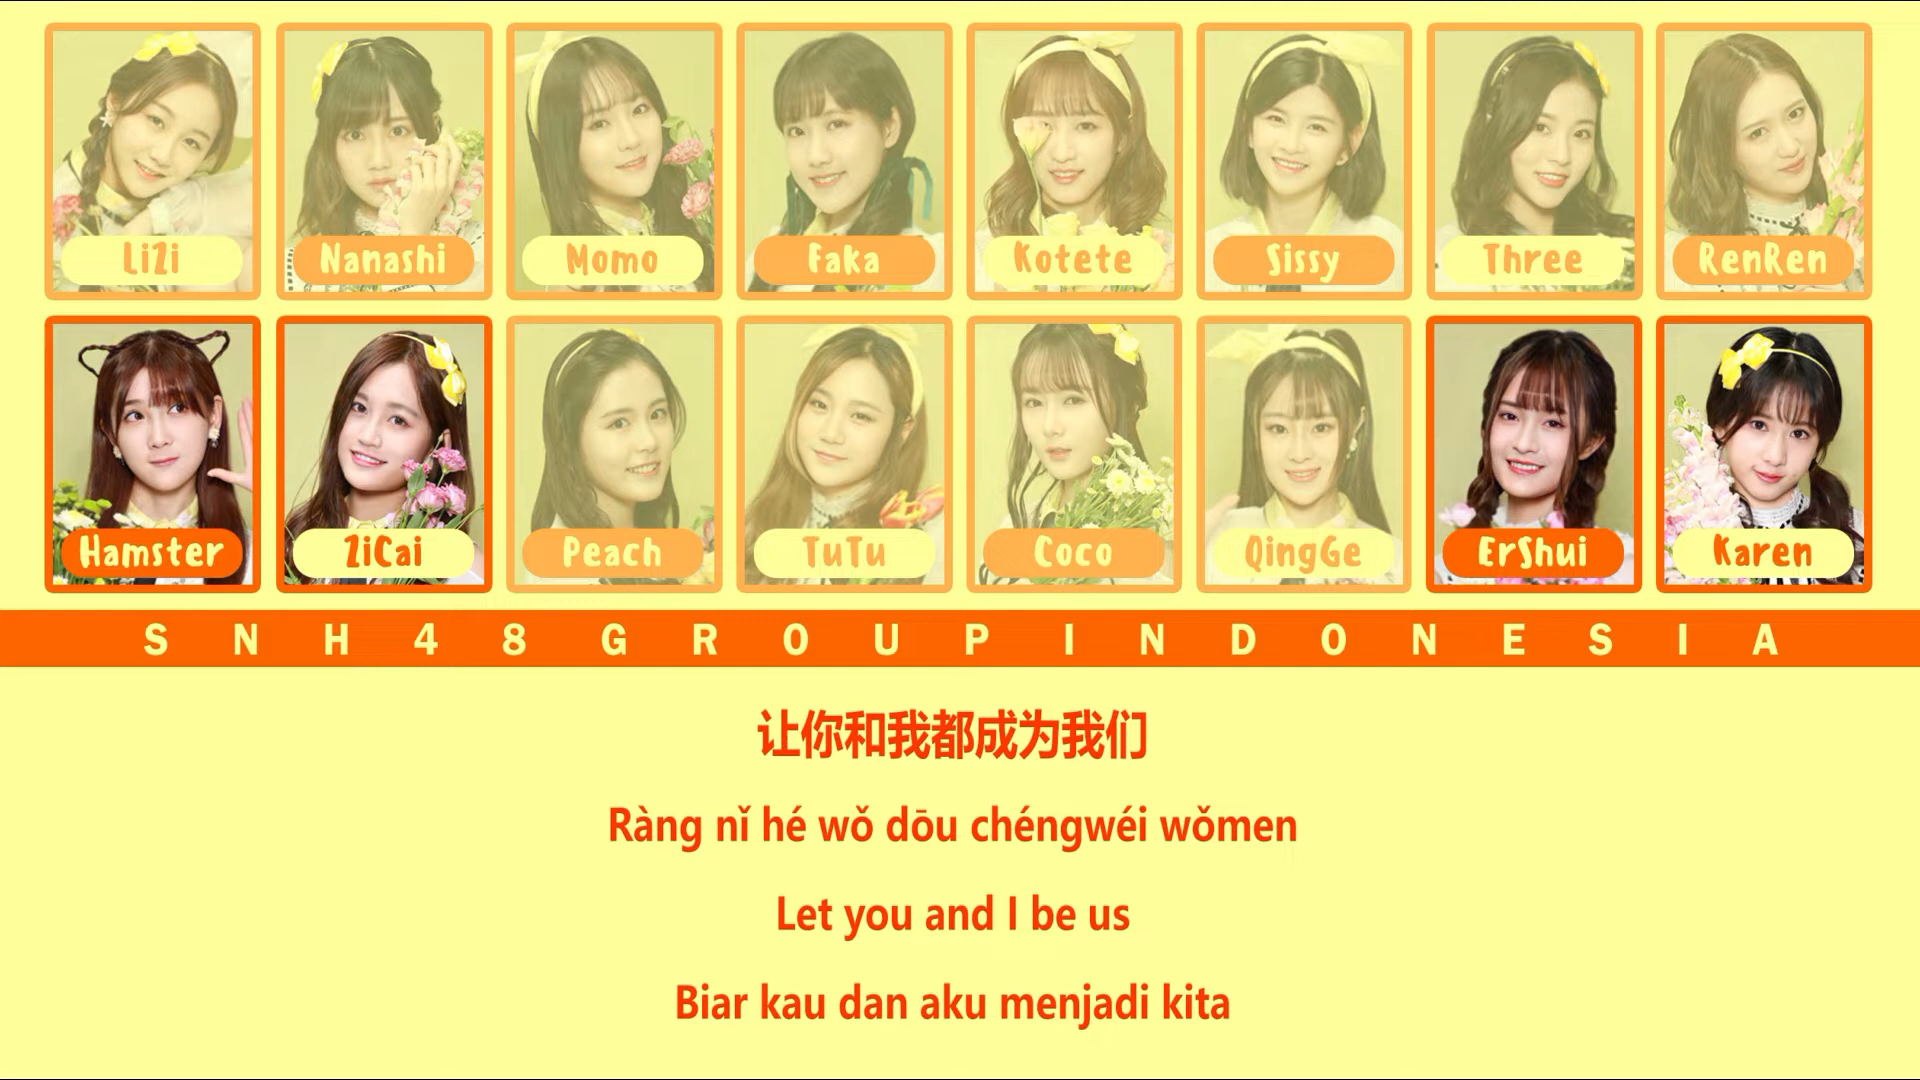 LiZi Nanashi Momo Faka Kotete Sissy Three RenRen
Hamster ZiCai Peach TuTu Coco QingGe ErShui Karen
SNH48GROUPINDONESIA
让你和我都成为我们
Ràng nǐ hé wǒ dōu chéngwéi wǒmen
Let you and I be us
Biar kau dan aku menjadi kita